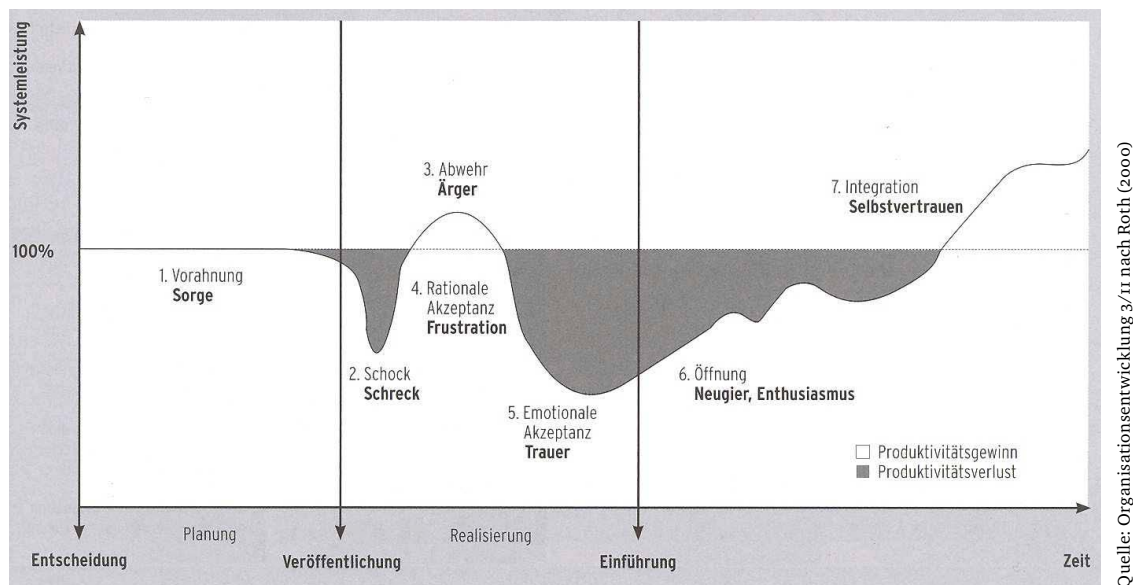 Systemleistung
3. Abwehr
Ärger
7. Integration
Selbstvertrauen
100%
1. Vorahnung
Sorge
4. Rationale
Akzeptanz
Frustration
2. Schock
Schreck
6. Öffnung
Neugier, Enthusiasmus
5. Emotionale
Akzeptanz
Trauer
Produktivitätsgewinn
Produktivitätsverlust
Planung
Realisierung
Entscheidung
Veröffentlichung
Einführung
Zeit
Quelle: Organisationsentwicklung 3/11 nach Roth (2000)